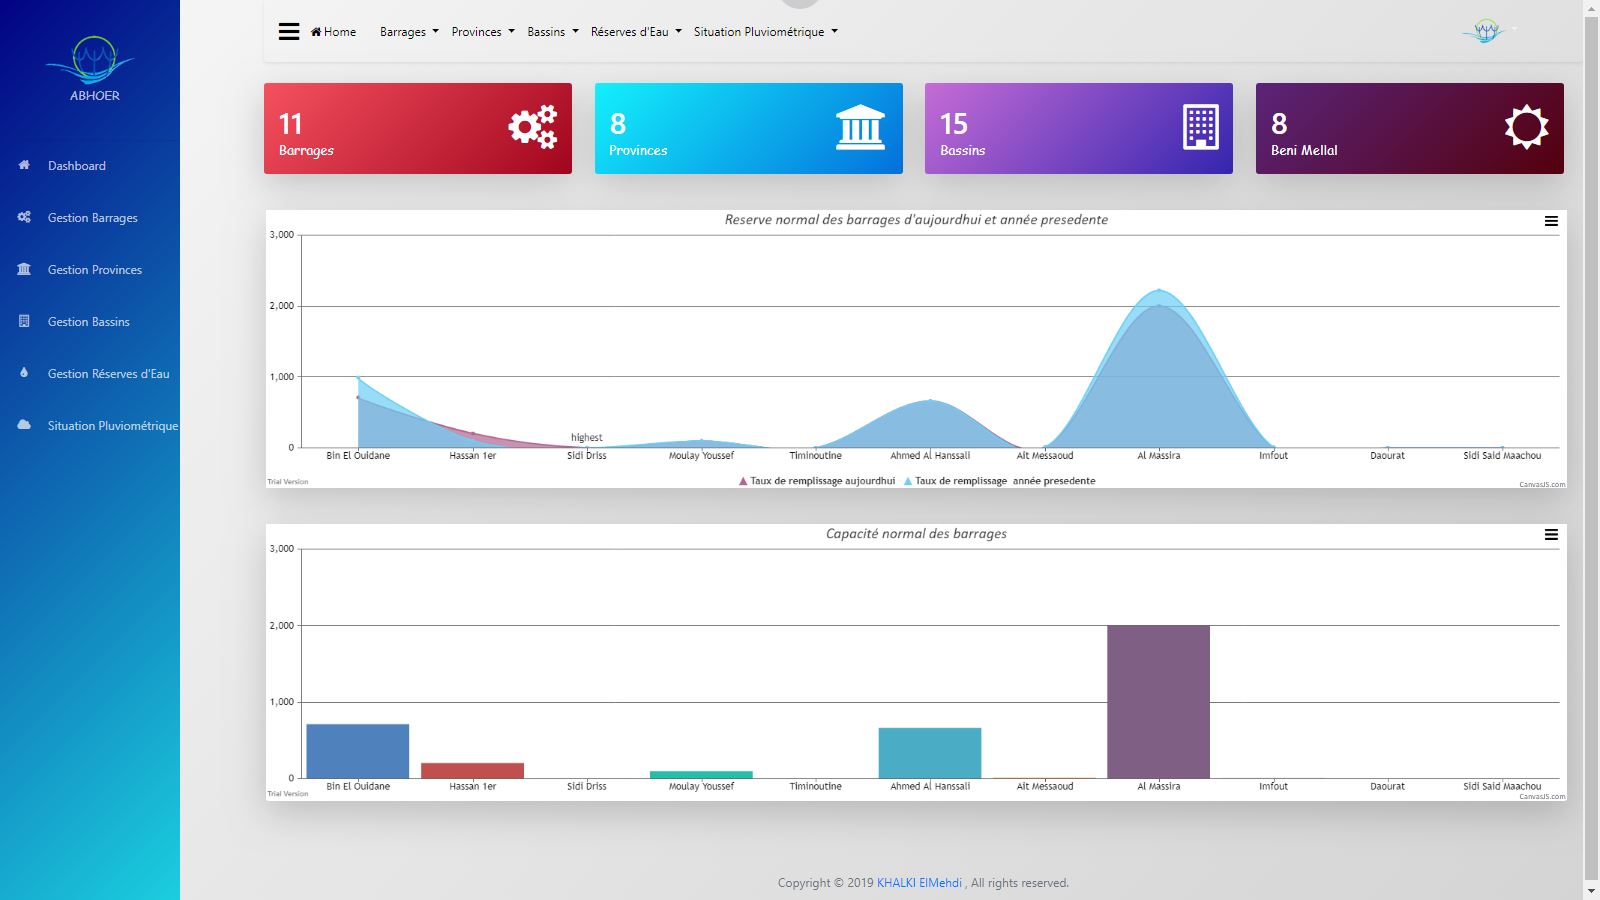 ABHOER
Dashboard
Gestion Barrages
Gestion Provinces
Gestion Bassins
Gestion Réserves d'Eau
Situation Pluviométrique
Home Barrages Provinces Bassins Réserves d'Eau Situation Pluviométrique
11
Barrages
8
Provinces
15
Bassins
8
Beni Mellal
Reserve normal des barrages d'aujourdhui et année presedente
3,000
2,000
1,000
0
highest
Bin El Ouidane Hassan 1er Sidi Driss Moulay Youssef Timinoutine Ahmed Al Hanssali Ait Messaoud Al Massira Imfout Daourat Sidi Said Maachou
Taux de remplissage aujourdhui Taux de remplissage année presedente
Trial Version CanvasJS.com
Capacité normal des barrages
3,000
2,000
1,000
0
Bin El Ouidane Hassan 1er Sidi Driss Moulay Youssef Timinoutine Ahmed Al Hanssali Ait Messaoud Al Massira Imfout Daourat Sidi Said Maachou
Trial Version CanvasJS.com
Copyright © 2019 KHALKI ElMehdi , All rights reserved.